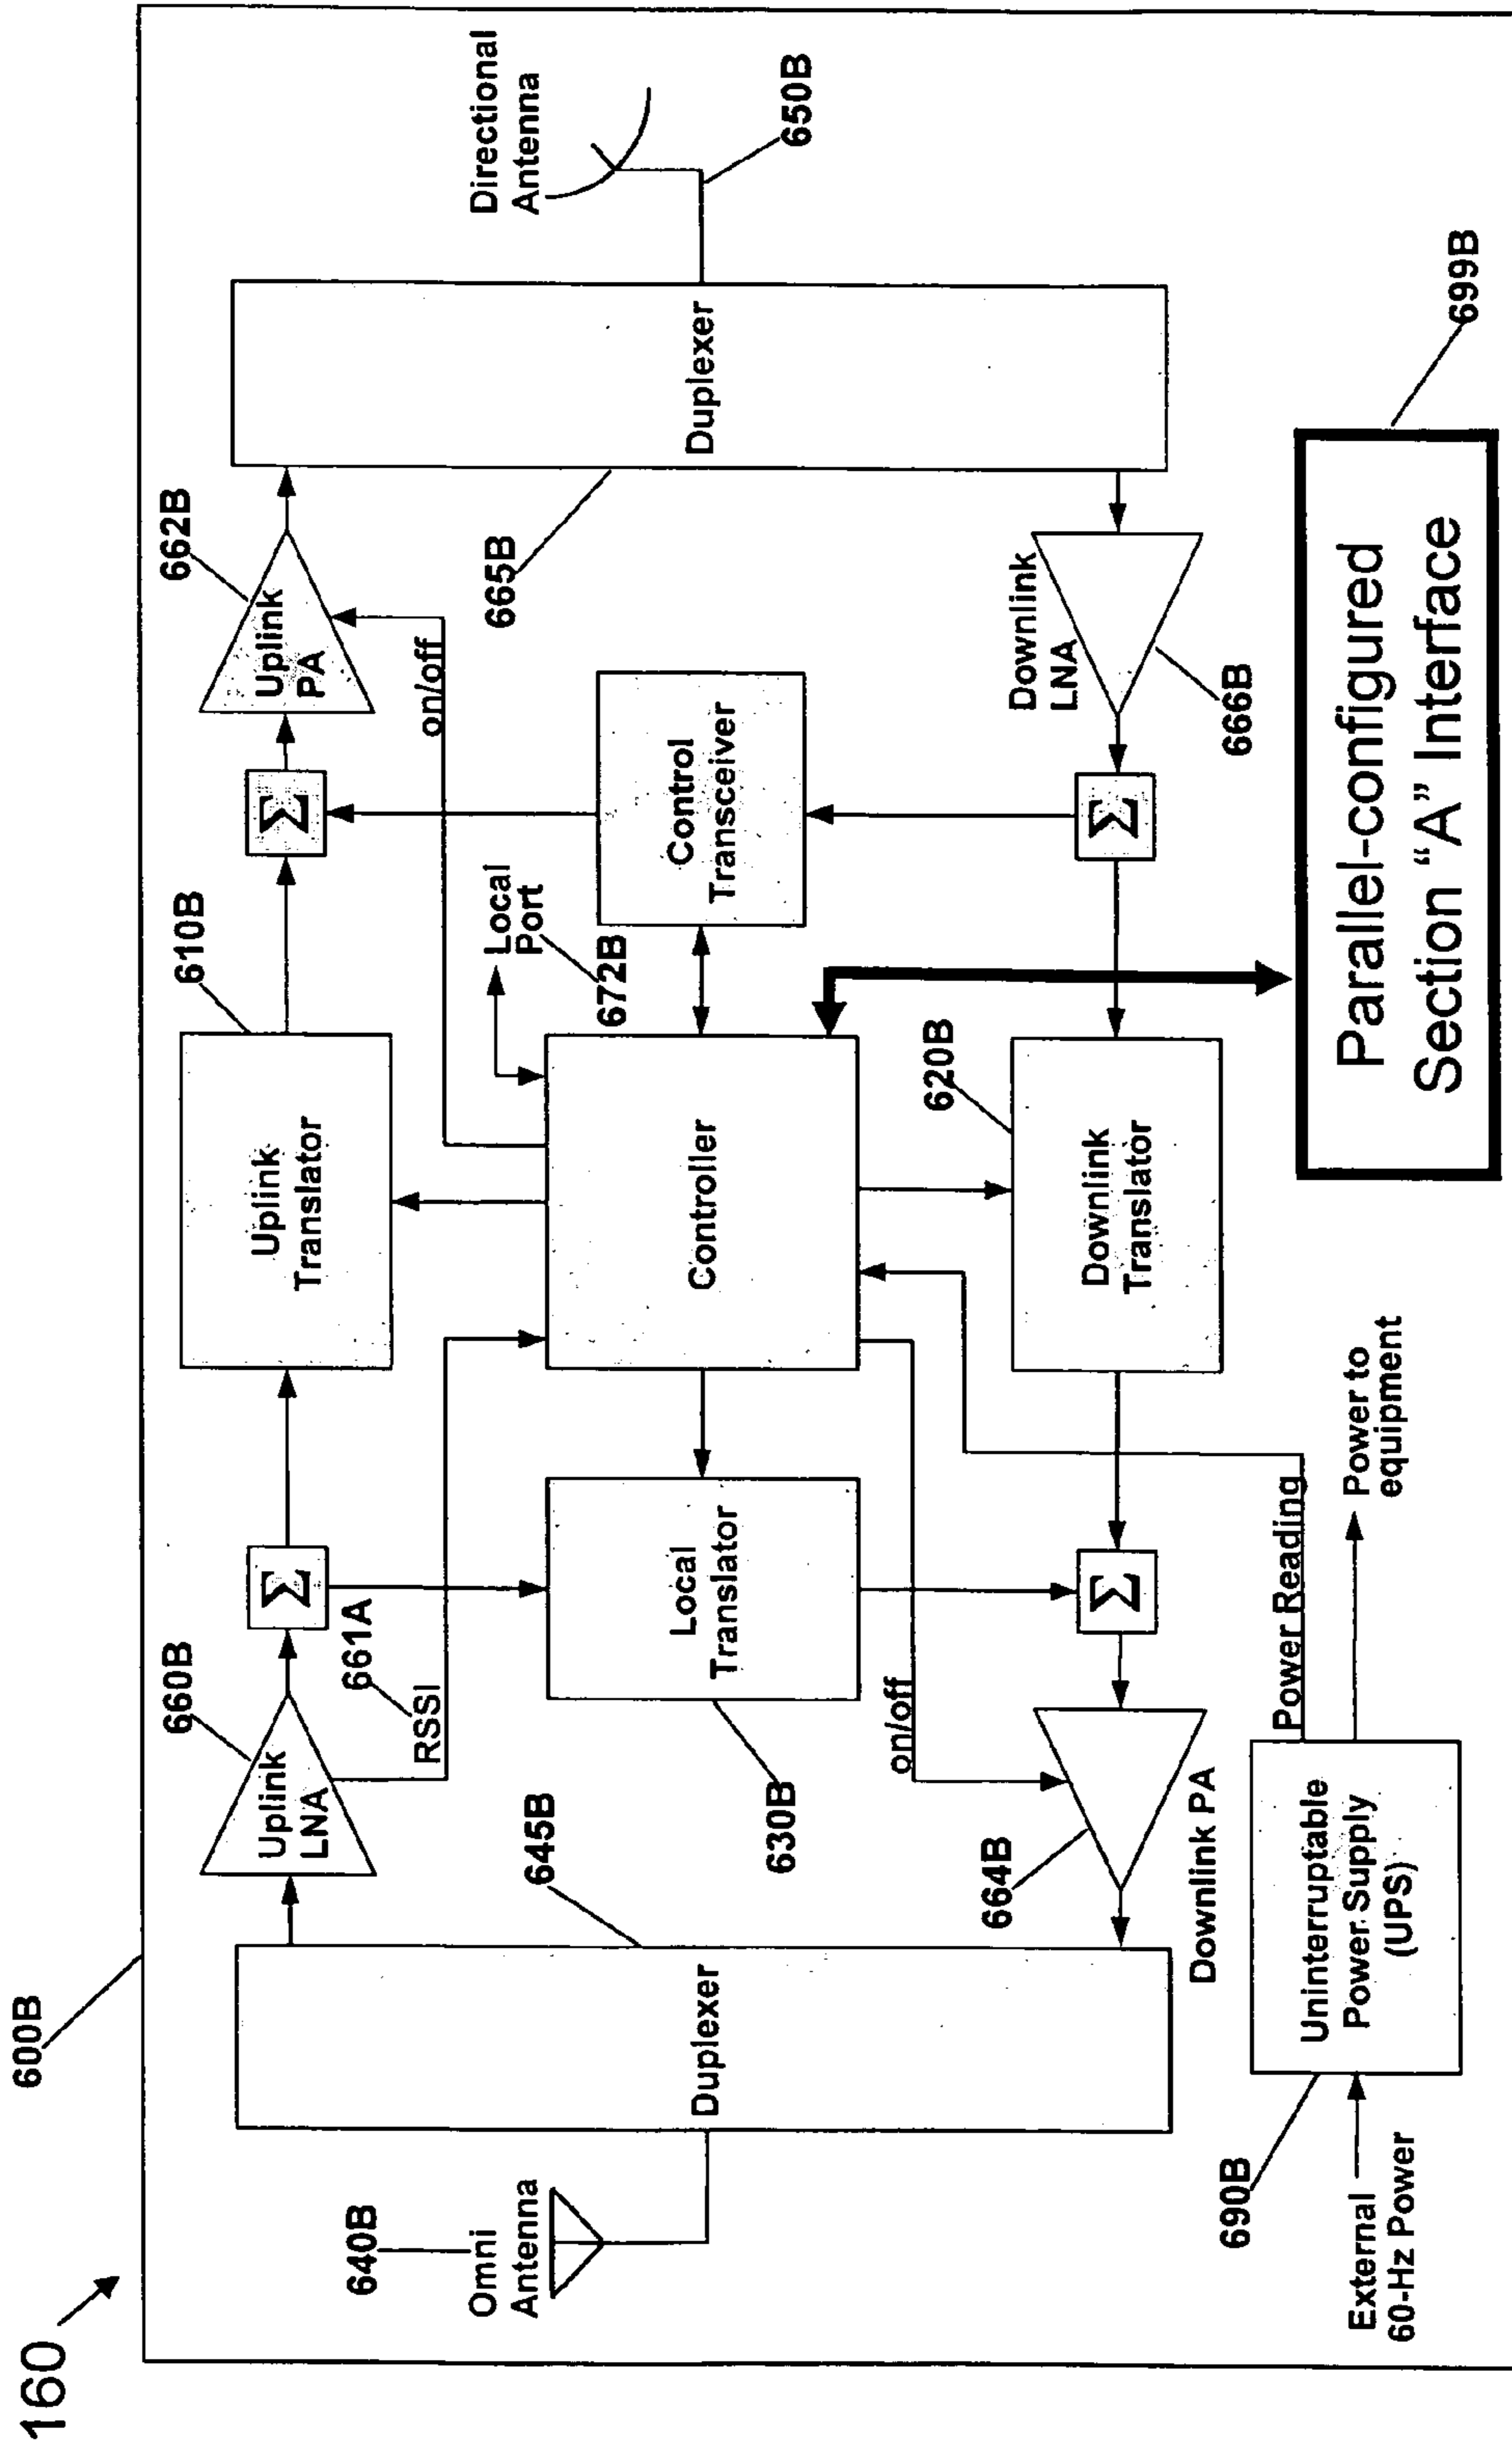 160
600B
640B
Omni
Antenna
Duplexer
645B
660B
Uplink
LNA
661A
RSSI
Σ
610B
Uplink
Translator
Σ
662B
Uplink
PA
on/off
665B
Duplexer
Directional
Antenna
650B
630B
Local
Translator
Controller
Local
Port
672B
Control
Transceiver
on/off
664B
Downlink PA
Σ
620B
Downlink
Translator
Σ
Downlink
LNA
666B
External
60-Hz Power
690B
Uninterruptable
Power Supply
(UPS)
Power Reading
Power to
equipment
Parallel-configured
Section “A” Interface
699B